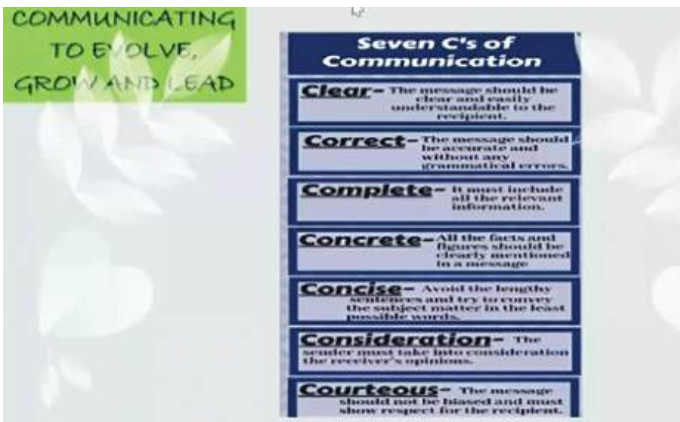 COMMUNICATING
TO EVOLVE,
GROW AND LEAD
Seven C's of
Communication
Clear- The message should be
clear and easily
understandable to the
recipient.
Correct- The message should
be accurate and
without any
grammatical errors.
Complete- It must include
all the relevant
information.
Concrete- All the facts and
figures should be
clearly mentioned
in a message
Concise- Avoid the lengthy
sentences and try to convey
the subject matter in the least
possible words.
Consideration- The
sender must take into consideration
the receiver's opinions.
Courteous- The message
should not be biased and must
show respect for the recipient.